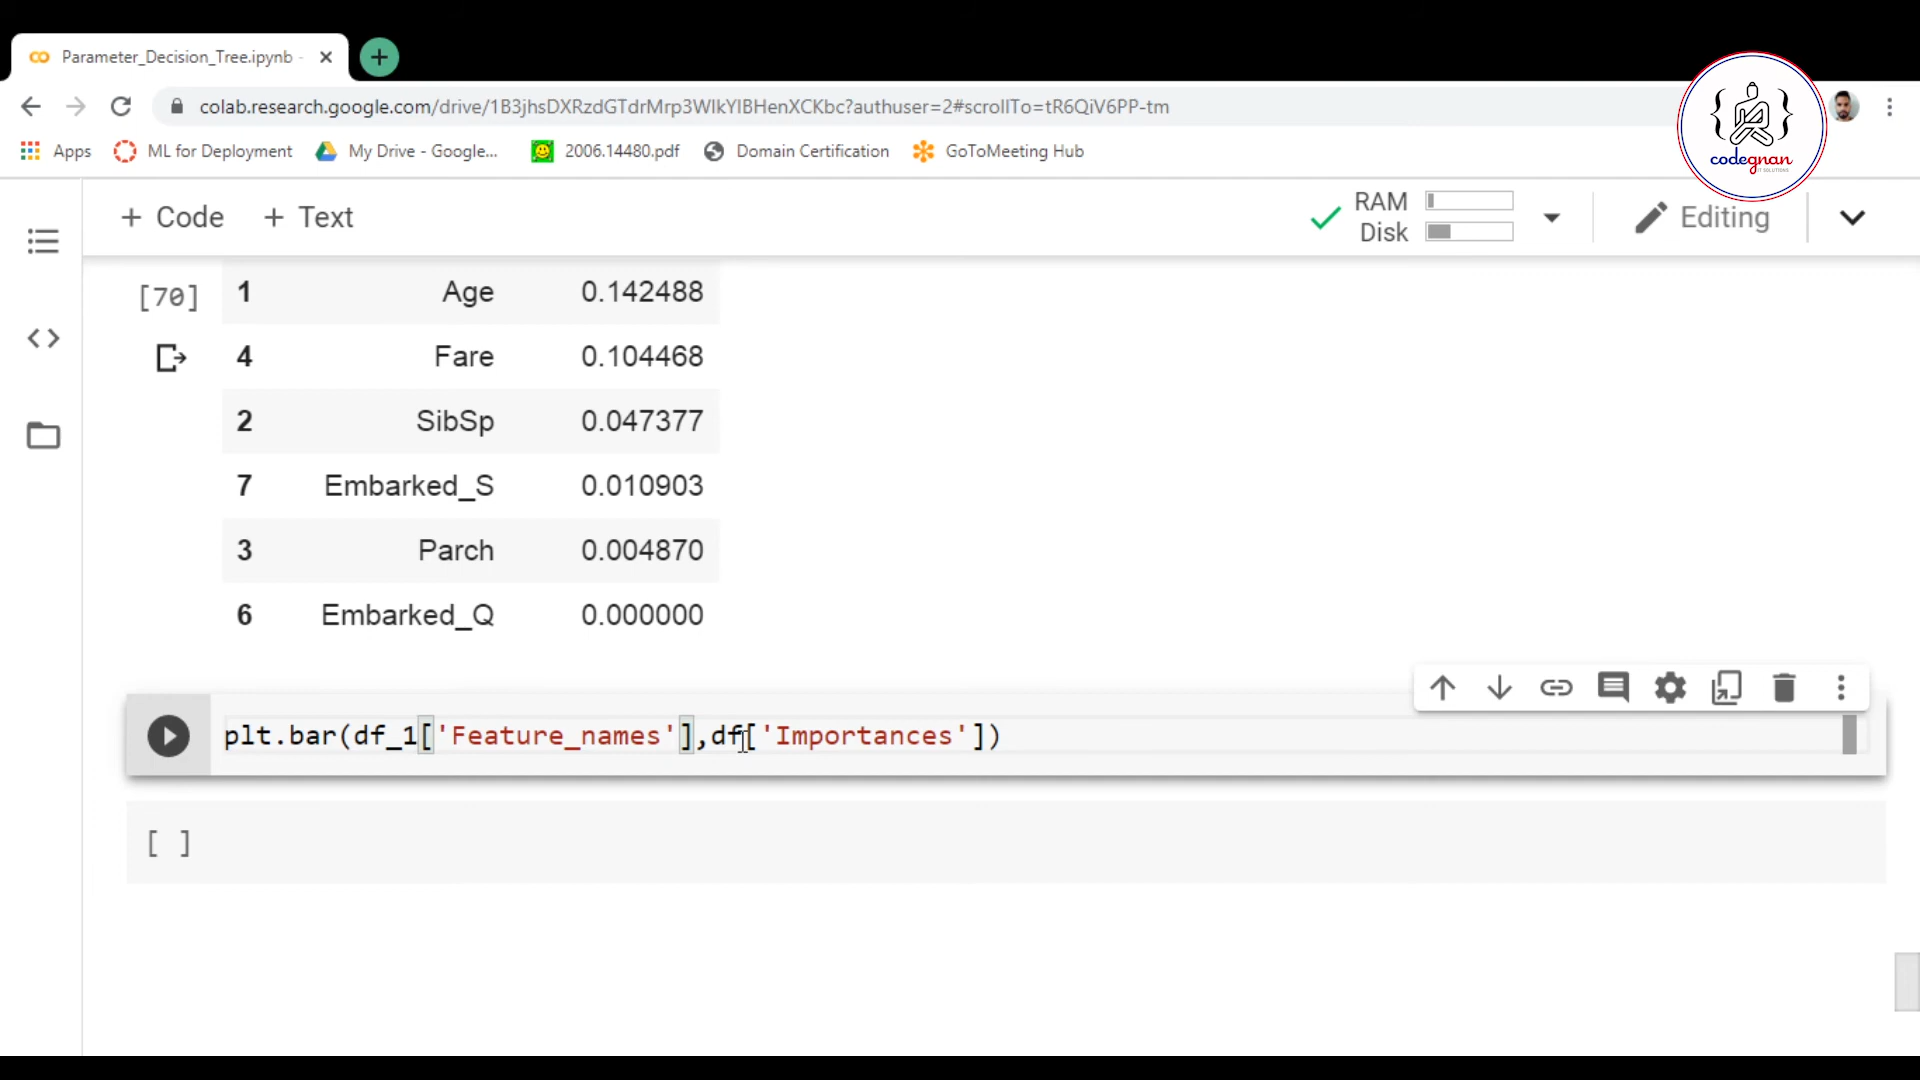 Parameter_Decision_Tree.ipynb -
colab.research.google.com/drive/1B3jhsDXRzdGTdrMrp3WIkYIBHenXCKbc?authuser=2#scrollTo=tR6QiV6PP-tm
Apps ML for Deployment My Drive - Google... 2006.14480.pdf Domain Certification GoToMeeting Hub
codegnan
IT SOLUTIONS
+ Code + Text RAM Disk Editing
[70] 1 Age 0.142488
4 Fare 0.104468
2 SibSp 0.047377
7 Embarked_S 0.010903
3 Parch 0.004870
6 Embarked_Q 0.000000
plt.bar(df_1['Feature_names'],df['Importances'])
[ ]